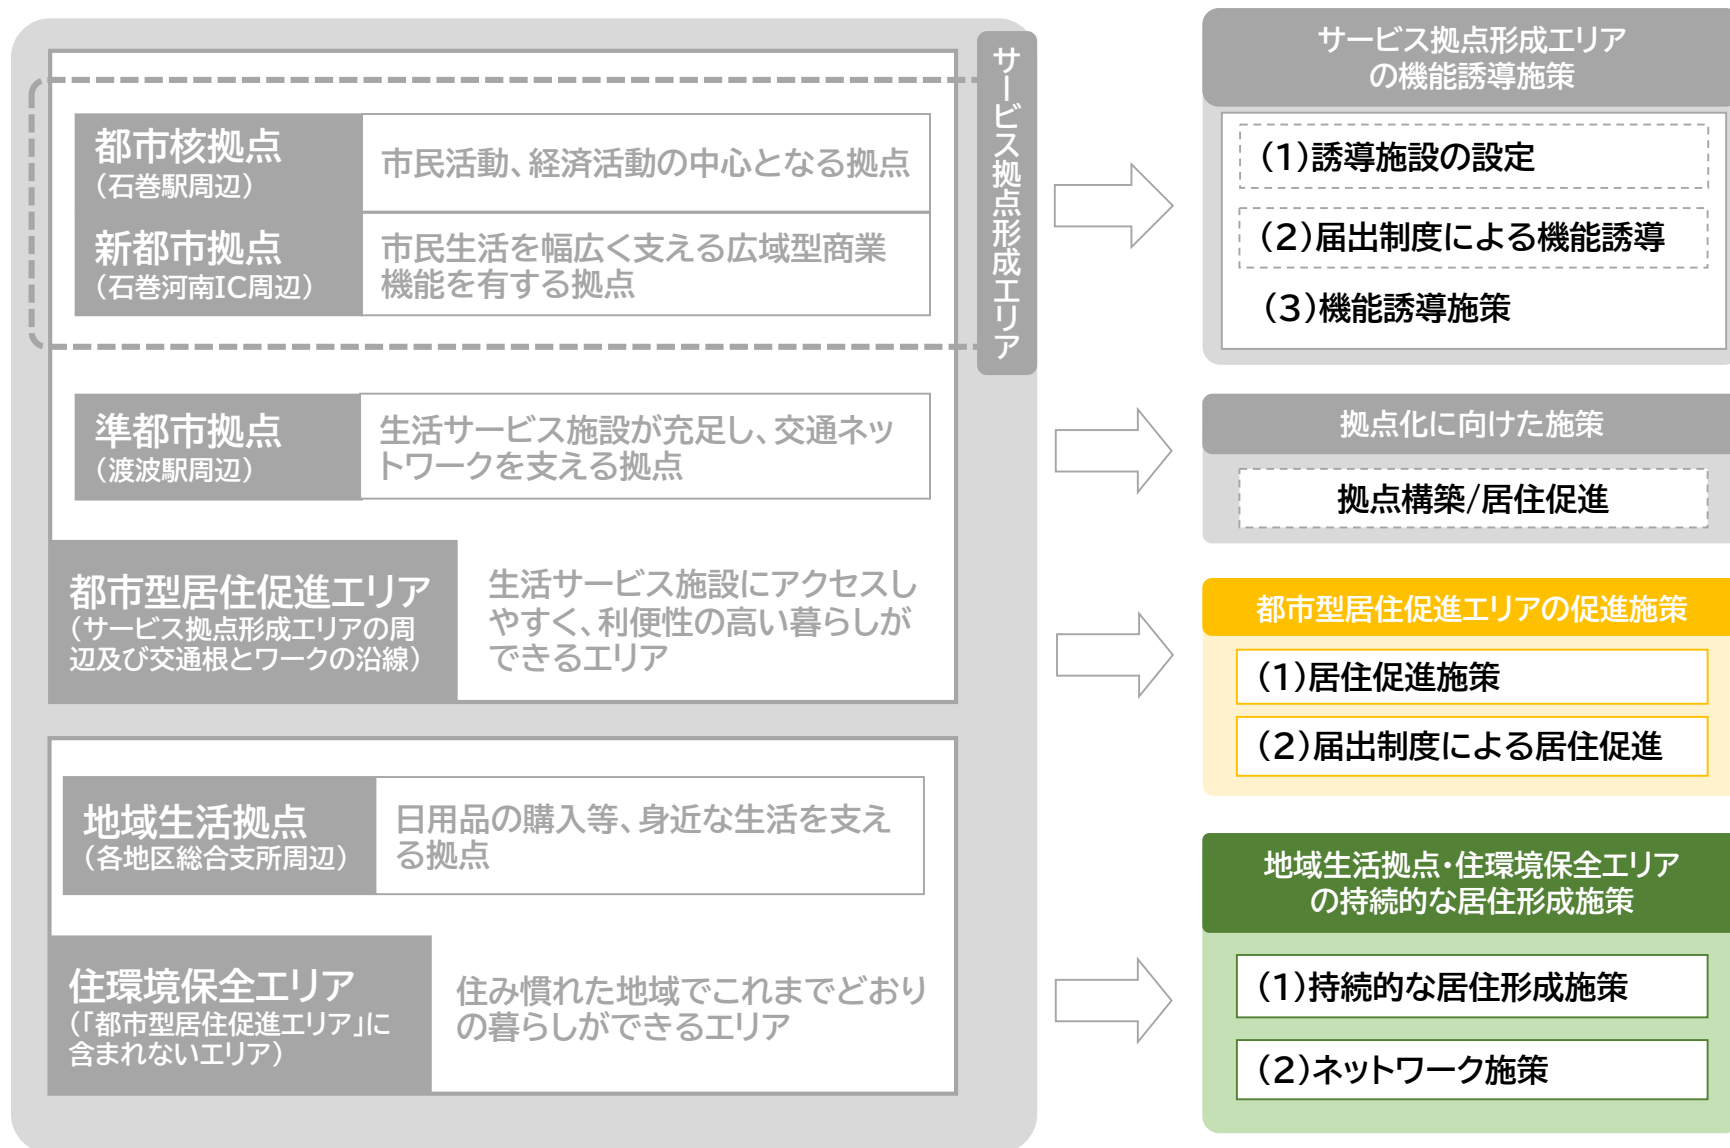 サービス拠点形成エリア
都市核拠点
（石巻駅周辺）
市民活動、経済活動の中心となる拠点
新都市拠点
（石巻河南IC周辺）
市民生活を幅広く支える広域型商業
機能を有する拠点
準都市拠点
（渡波駅周辺）
生活サービス施設が充足し、交通ネッ
トワークを支える拠点
都市型居住促進エリア
（サービス拠点形成エリアの周
辺及び交通根とワークの沿線）
生活サービス施設にアクセスし
やすく、利便性の高い暮らしが
できるエリア
地域生活拠点
（各地区総合支所周辺）
日用品の購入等、身近な生活を支え
る拠点
住環境保全エリア
（「都市型居住促進エリア」に
含まれないエリア）
住み慣れた地域でこれまでどおり
の暮らしができるエリア
サービス拠点形成エリア
の機能誘導施策
（1）誘導施設の設定
（2）届出制度による機能誘導
（3）機能誘導施策
拠点化に向けた施策
拠点構築/居住促進
都市型居住促進エリアの促進施策
（1）居住促進施策
（2）届出制度による居住促進
地域生活拠点・住環境保全エリア
の持続的な居住形成施策
（1）持続的な居住形成施策
（2）ネットワーク施策